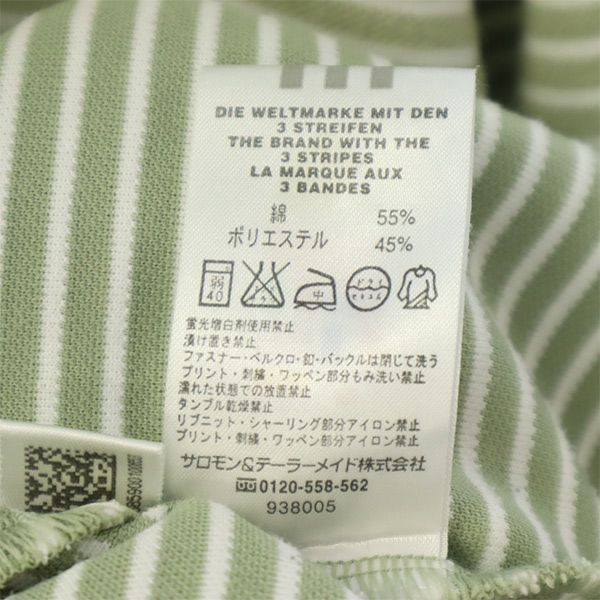 DIE WELTMARKE MIT DEN
3 STREIFEN
THE BRAND WITH THE
3 STRIPES
LA MARQUE AUX
3 BANDES
綿 55%
ポリエステル 45%
弱
40
中
ドライ
セキユ系
蛍光増白剤使用禁止
漬け置き禁止
ファスナー・ベルクロ・釦・バックルは閉じて洗う
プリント・刺繍・ワッペン部分もみ洗い禁止
濡れた状態での放置禁止
タンブル乾燥禁止
リブニット・シャーリング部分アイロン禁止
プリント・刺繍・ワッペン部分アイロン禁止
サロモン&テーラーメイド株式会社
0120-558-562
938005